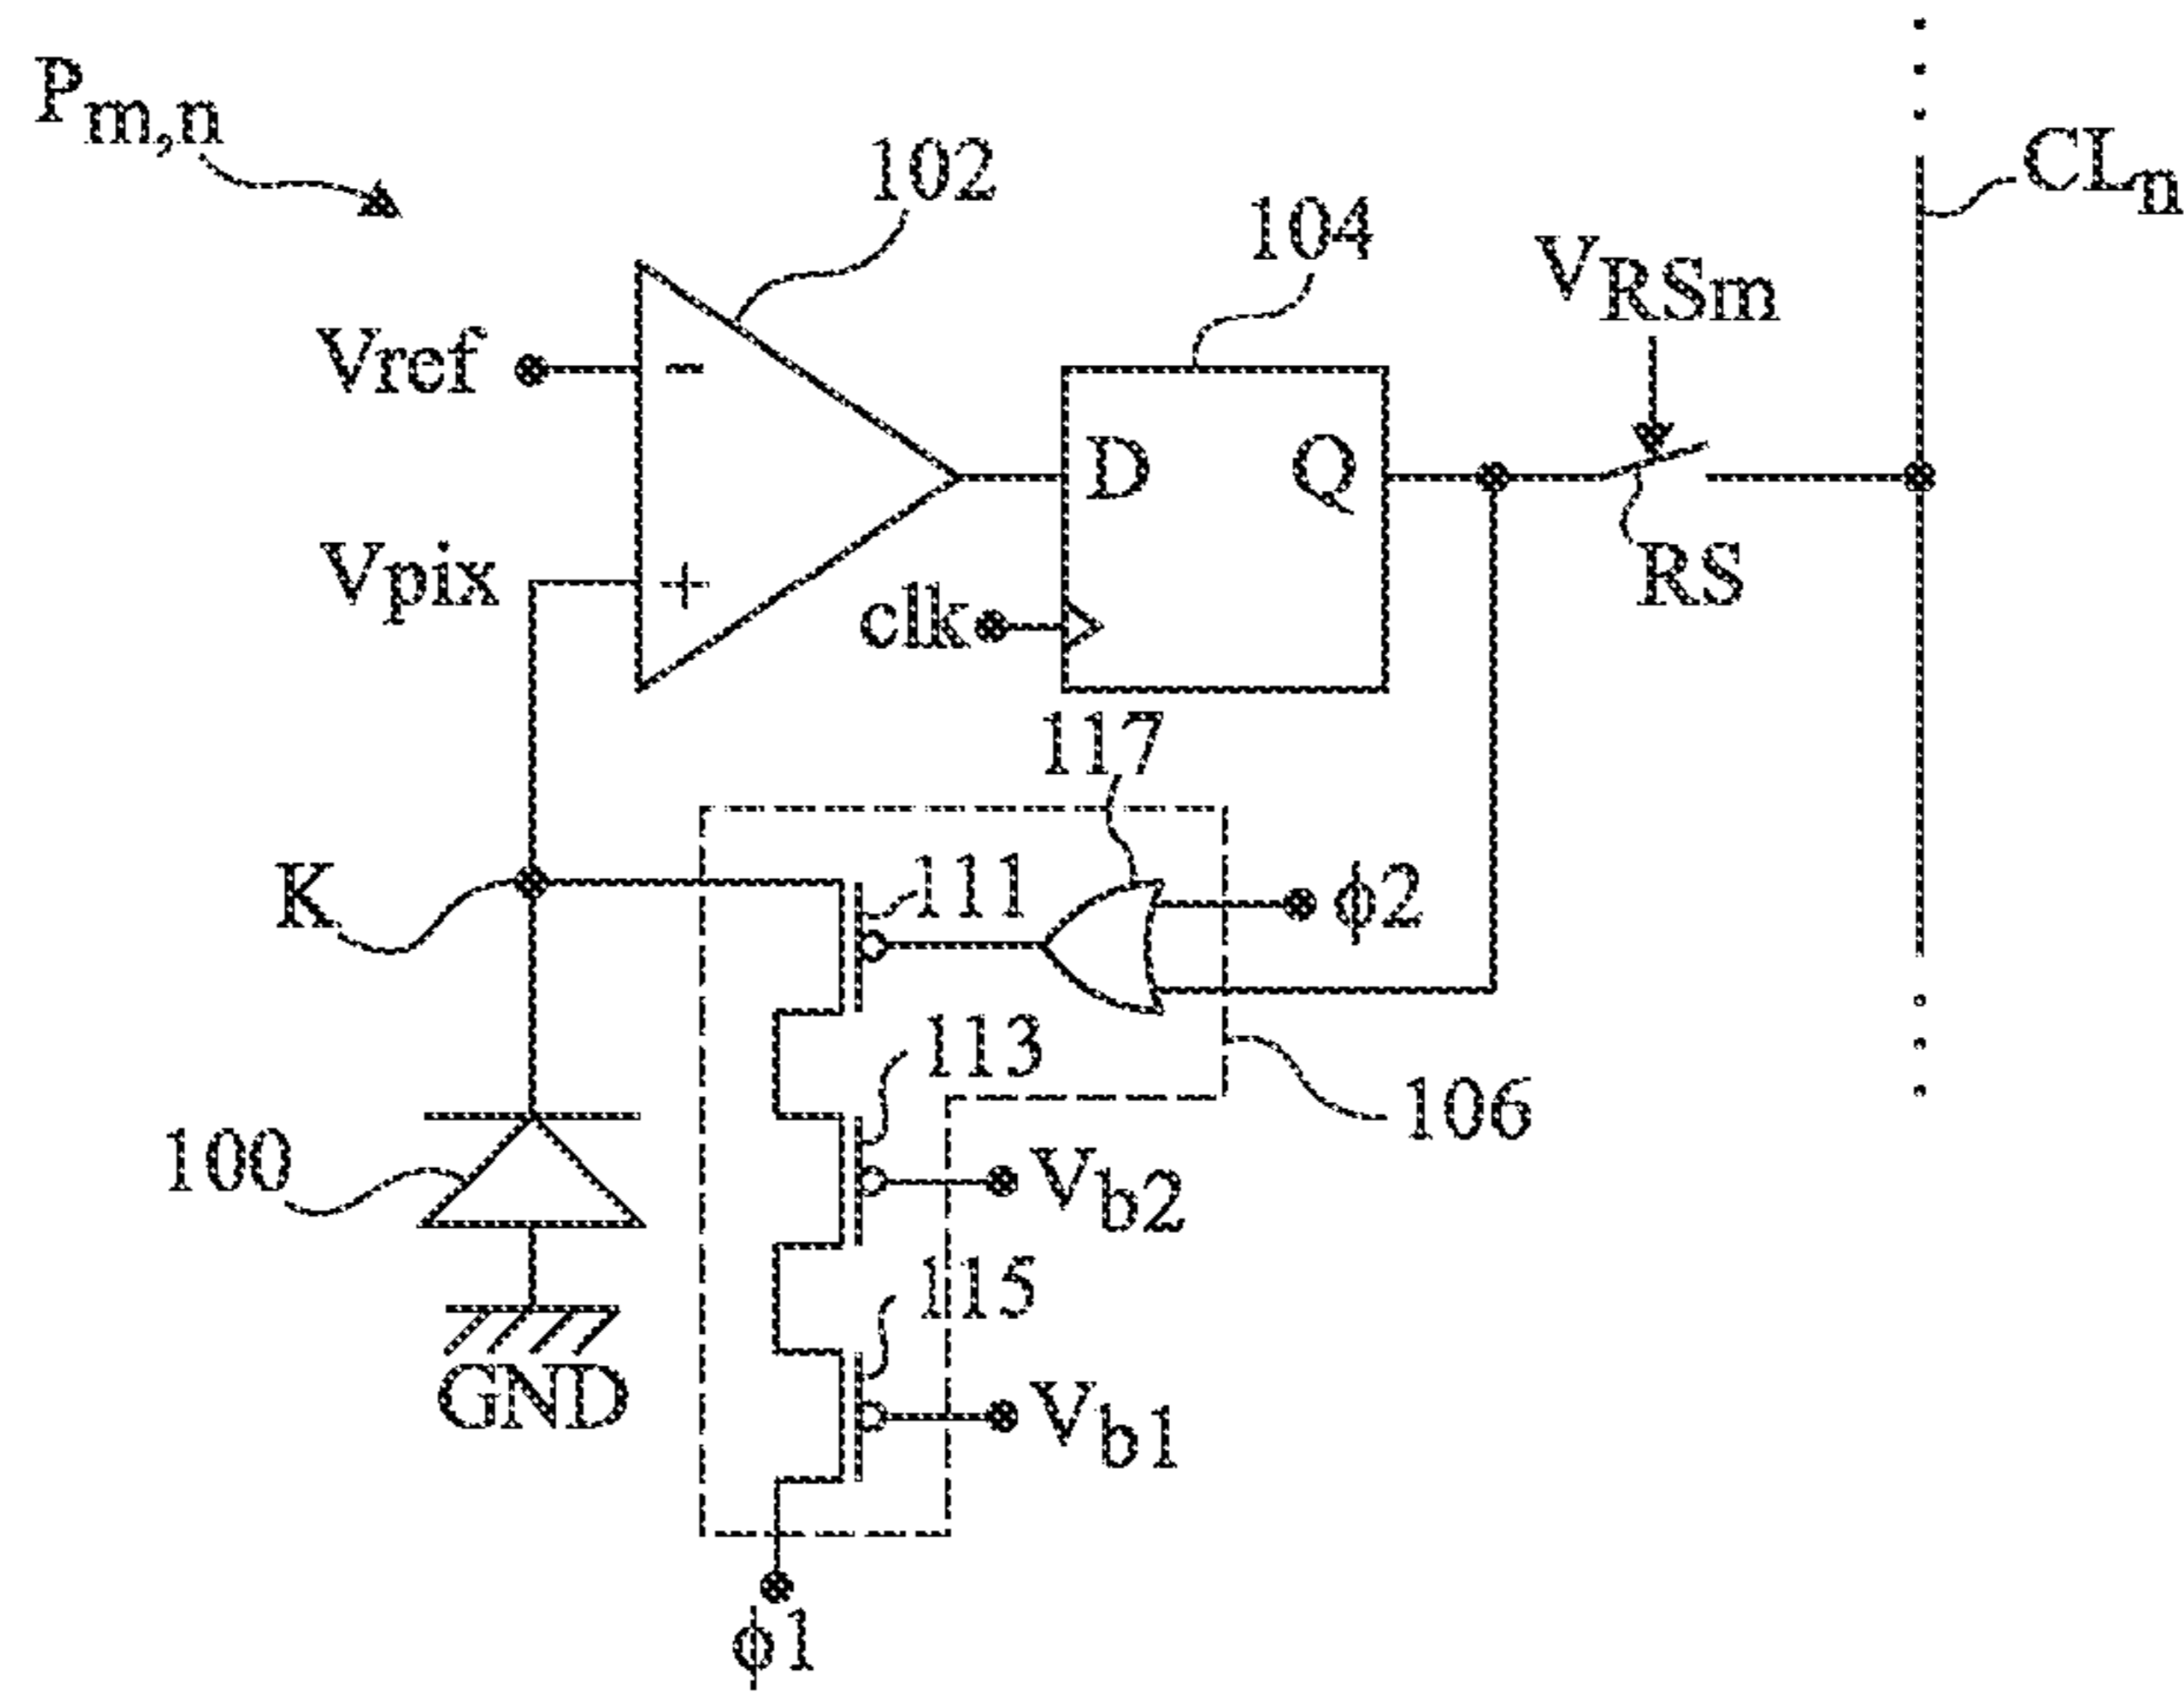 Pm,n
102
104
CLn
VRSm
Vref
-
D
Q
Vpix
+
clk
RS
117
K
111
ϕ2
113
106
100
Vb2
115
GND
Vb1
ϕ1